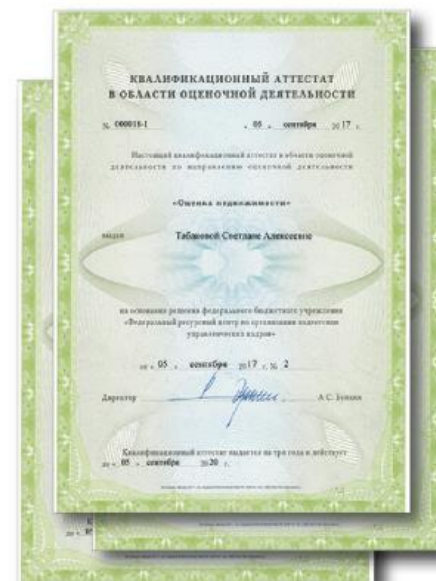 КВАЛИФИКАЦИОННЫЙ АТТЕСТАТ
В ОБЛАСТИ ОЦЕНОЧНОЙ ДЕЯТЕЛЬНОСТИ
№ 000018-1 « 05 » сентября 2017 г.
Настоящий квалификационный аттестат в области оценочной
деятельности по направлению оценочной деятельности
«Оценка недвижимости»
выдан Табаковой Светлане Алексеевне
на основании решения федерального бюджетного учреждения
«Федеральный ресурсный центр по организации подготовки
управленческих кадров»
от « 05 » сентября 2017 г. № 2
Директор А.С. Бункин
Квалификационный аттестат выдается на три года и действует
до « 05 » сентября 2020 г.